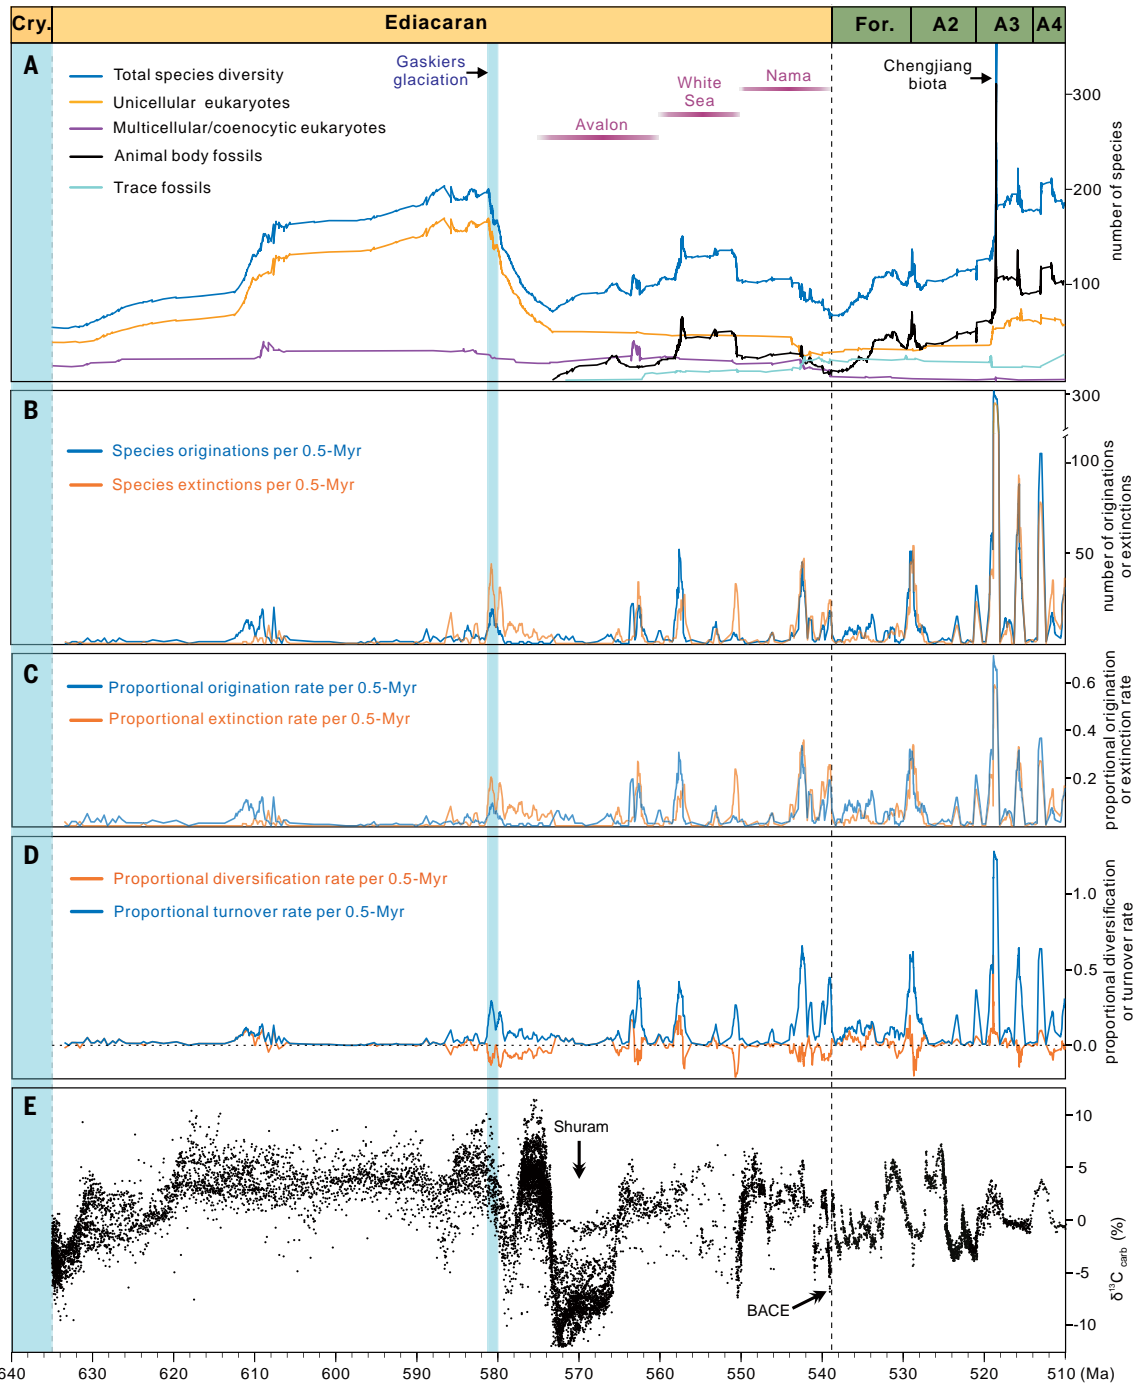 Cry.
Ediacaran
For.
A2
A3
A4
A
Total species diversity
Unicellular eukaryotes
Multicellular/coenocytic eukaryotes
Animal body fossils
Trace fossils
Gaskiers
glaciation
Avalon
White
Sea
Nama
Chengjiang
biota
300
200
100
number of species
B
Species originations per 0.5-Myr
Species extinctions per 0.5-Myr
300
100
50
number of originations
or extinctions
C
Proportional origination rate per 0.5-Myr
Proportional extinction rate per 0.5-Myr
0.6
0.4
0.2
proportional origination
or extinction rate
D
Proportional diversification rate per 0.5-Myr
Proportional turnover rate per 0.5-Myr
1.0
0.5
0.0
proportional diversification
or turnover rate
E
Shuram
BACE
10
5
0
-5
-10
δ¹³C carb (%)
640 630 620 610 600 590 580 570 560 550 540 530 520 510 (Ma)